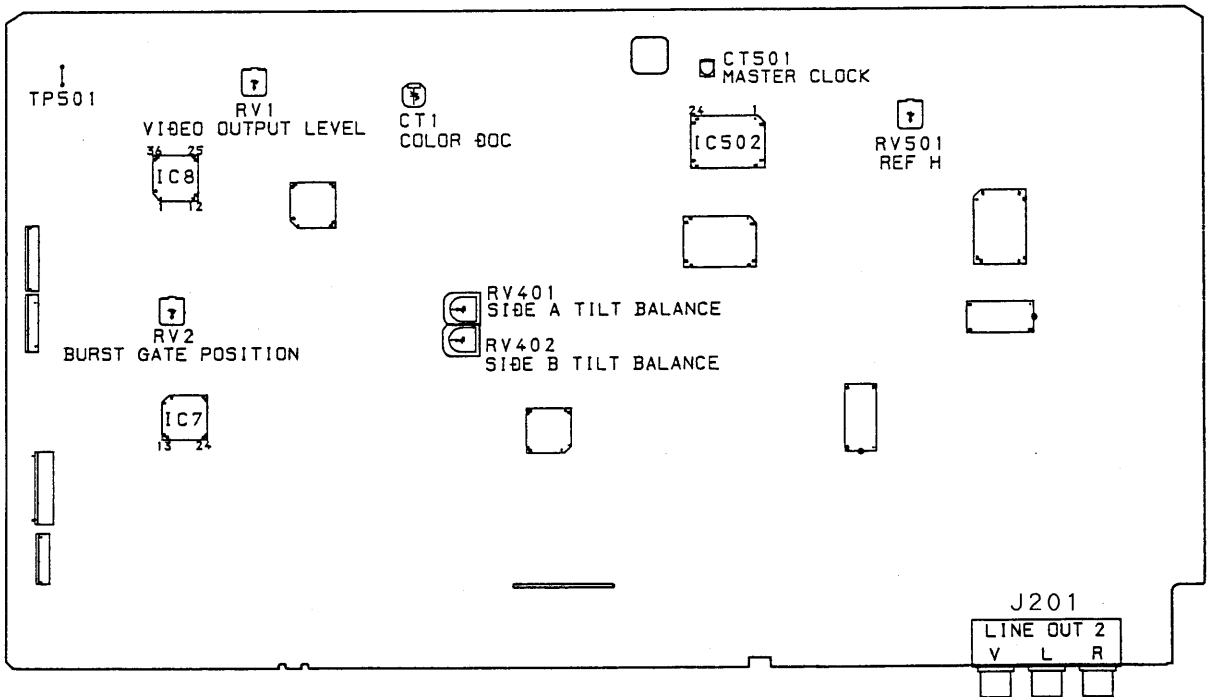 TP501
RV1
VIDEO OUTPUT LEVEL
CT1
COLOR DOC
CT501
MASTER CLOCK
24 1
IC502
RV501
REF H
36 25
IC8
1 12
RV401
SIDE A TILT BALANCE
RV402
SIDE B TILT BALANCE
RV2
BURST GATE POSITION
IC7
13 24
J201
LINE OUT 2
V L R